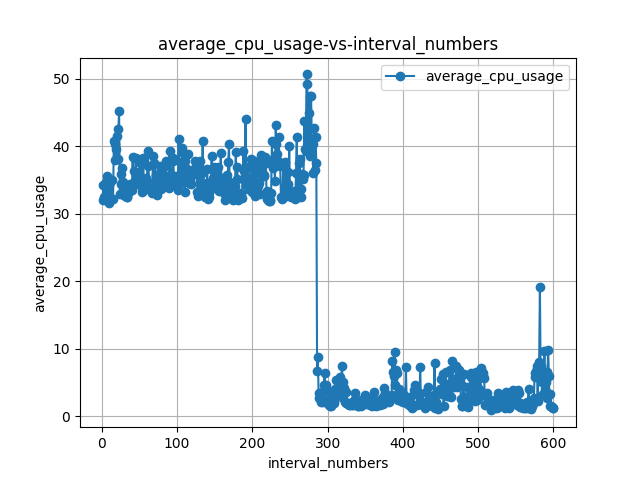 average_cpu_usage-vs-interval_numbers
average_cpu_usage
50
40
30
20
10
0
average_cpu_usage
0 100 200 300 400 500 600
interval_numbers